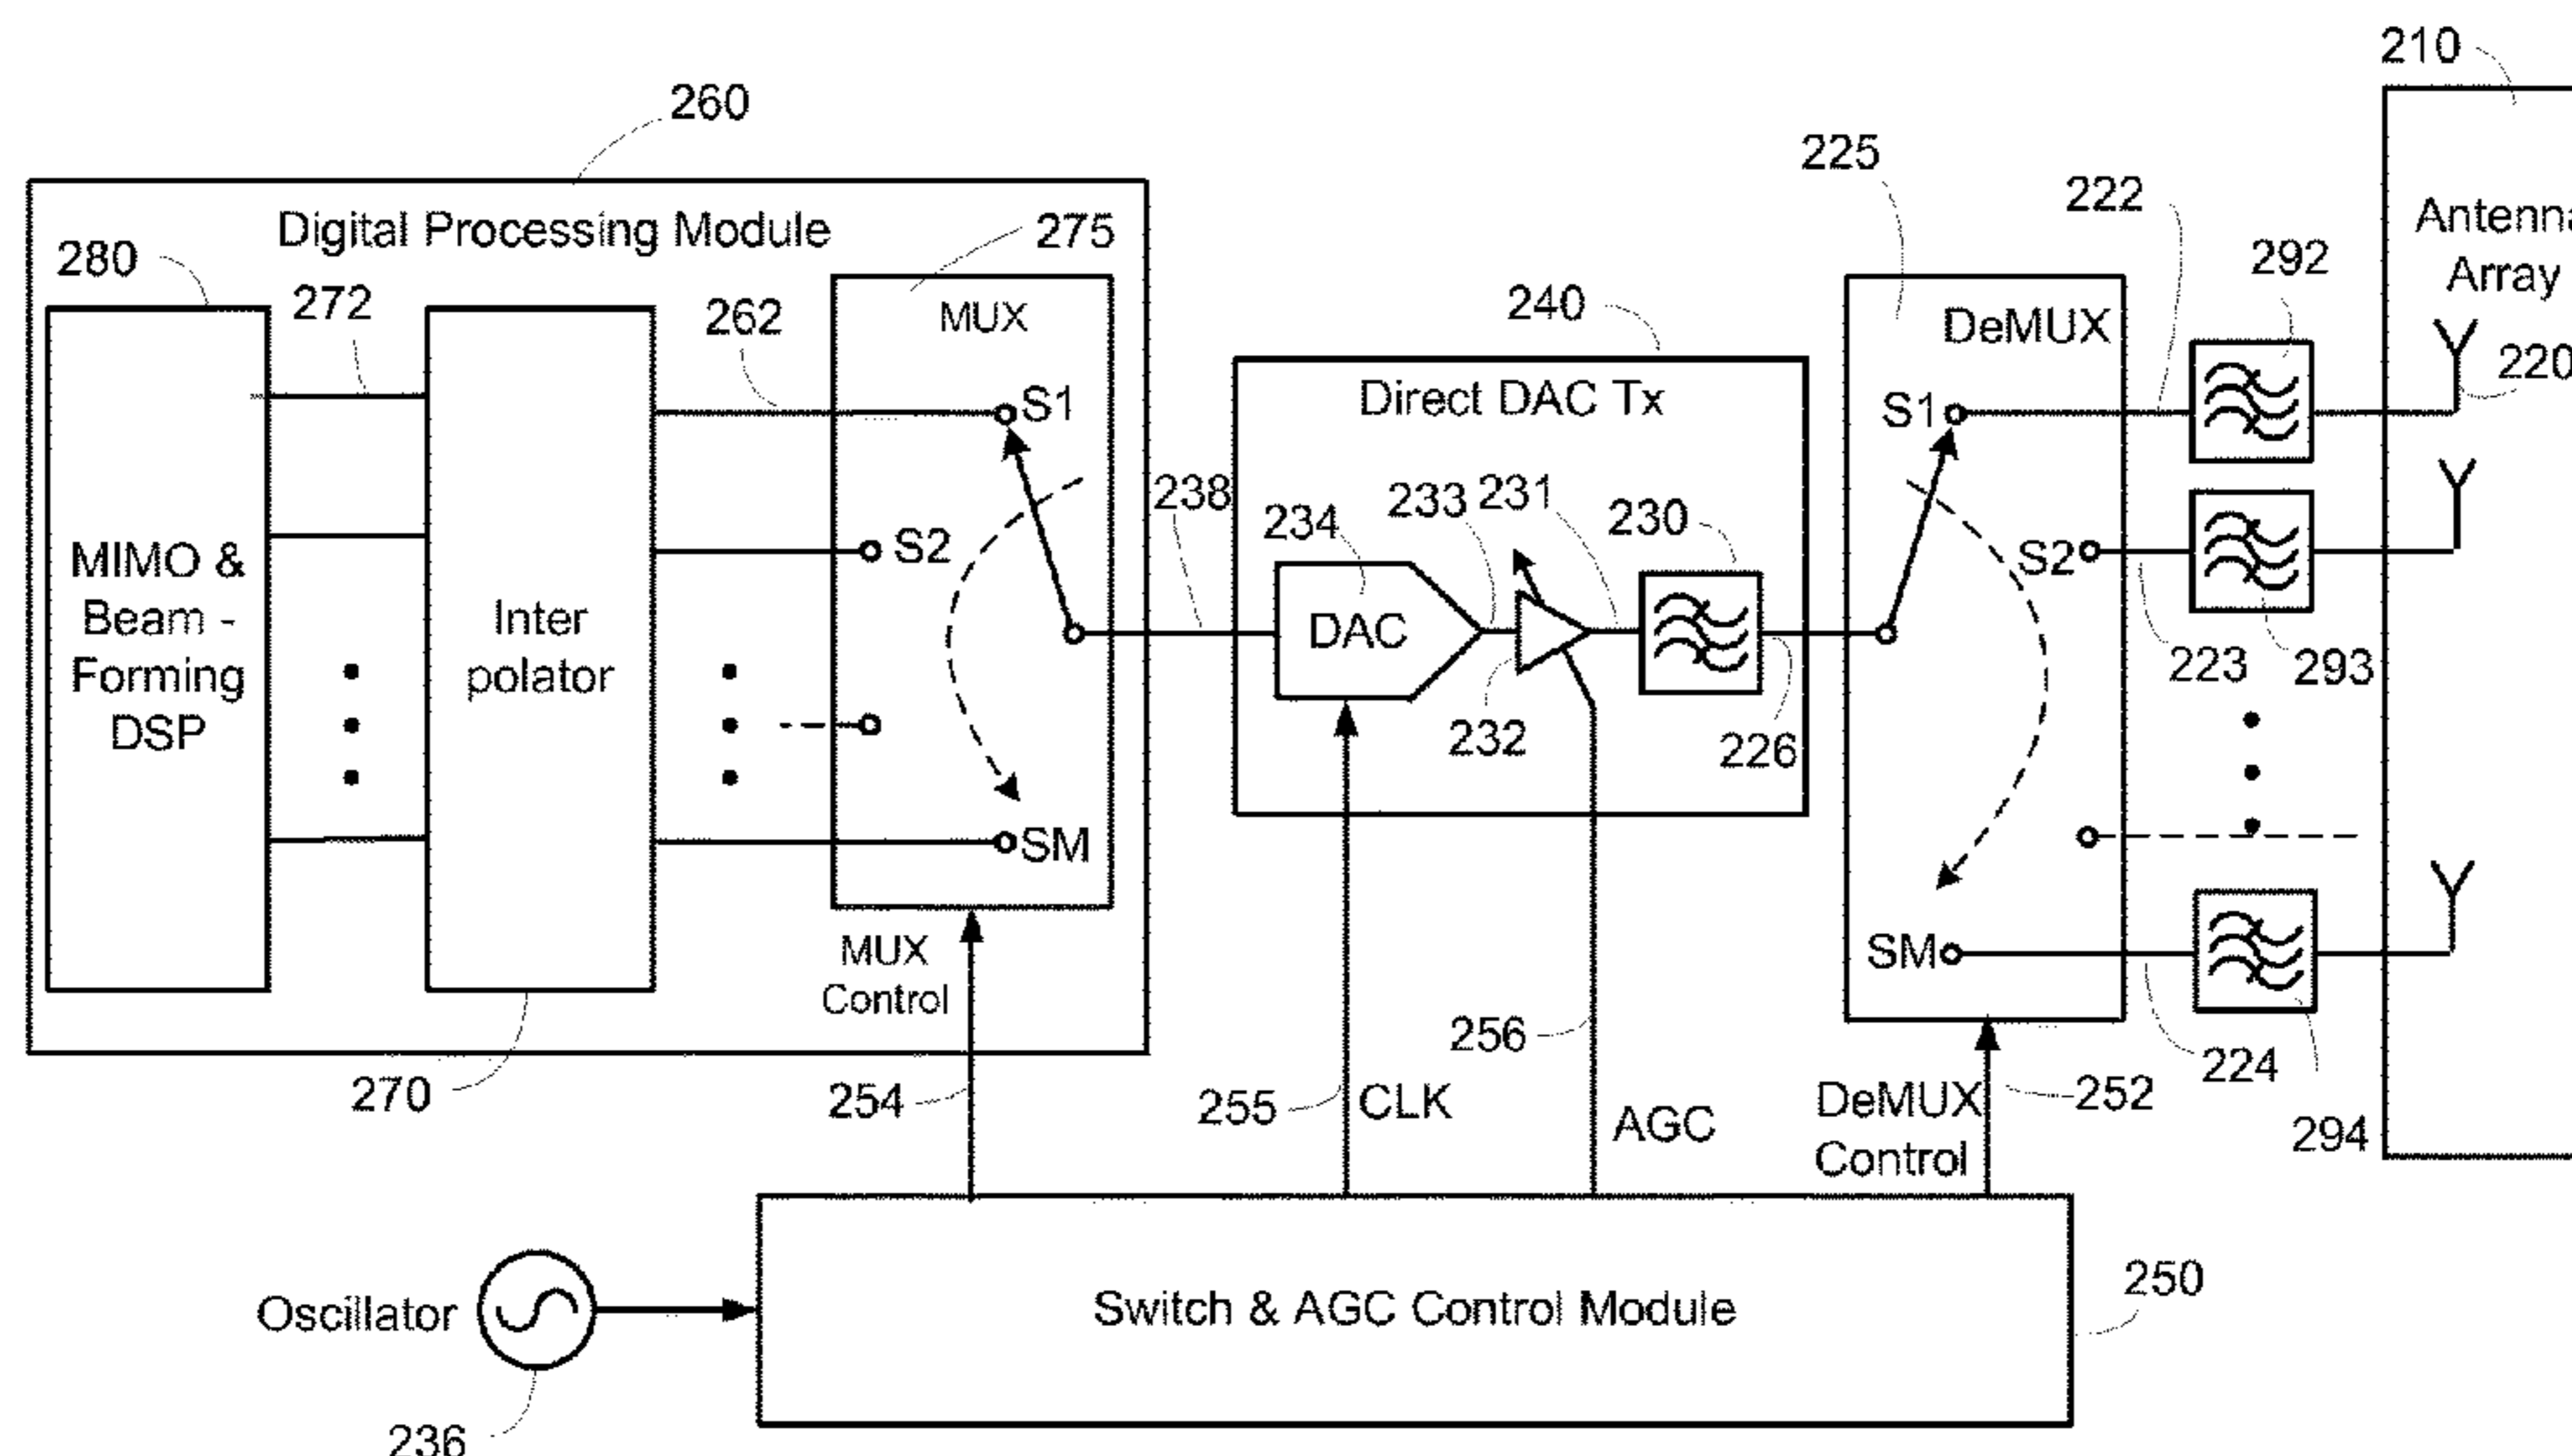 210
260
225
222
Digital Processing Module
275
280
272
262
MUX
240
DeMUX
292
Antenna
Array
S1
Direct DAC Tx
S1
220
S2
238
234
233
231
230
S2
MIMO &
Beam -
Forming
DSP
Inter
polator
DAC
232
226
223
293
SM
SM
MUX
Control
270
254
255
CLK
256
AGC
DeMUX
Control
252
224
294
Oscillator
Switch & AGC Control Module
250
236